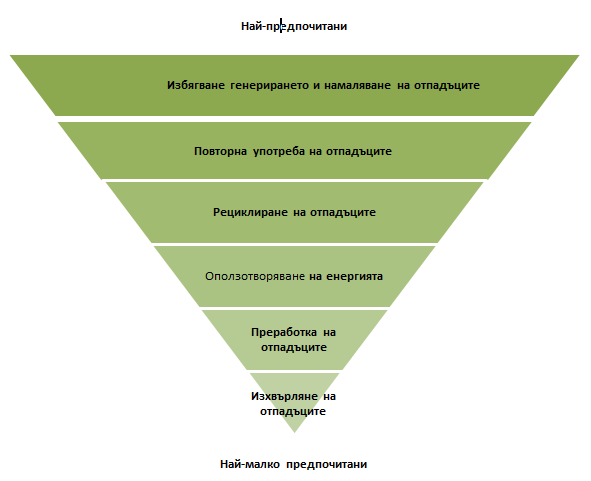 Най-предпочитани
Избягване генерирането и намаляване на отпадъците
Повторна употреба на отпадъците
Рециклиране на отпадъците
Оползотворяване на енергията
Преработка на
отпадъците
Изхвърляне на
отпадъците
Най-малко предпочитани